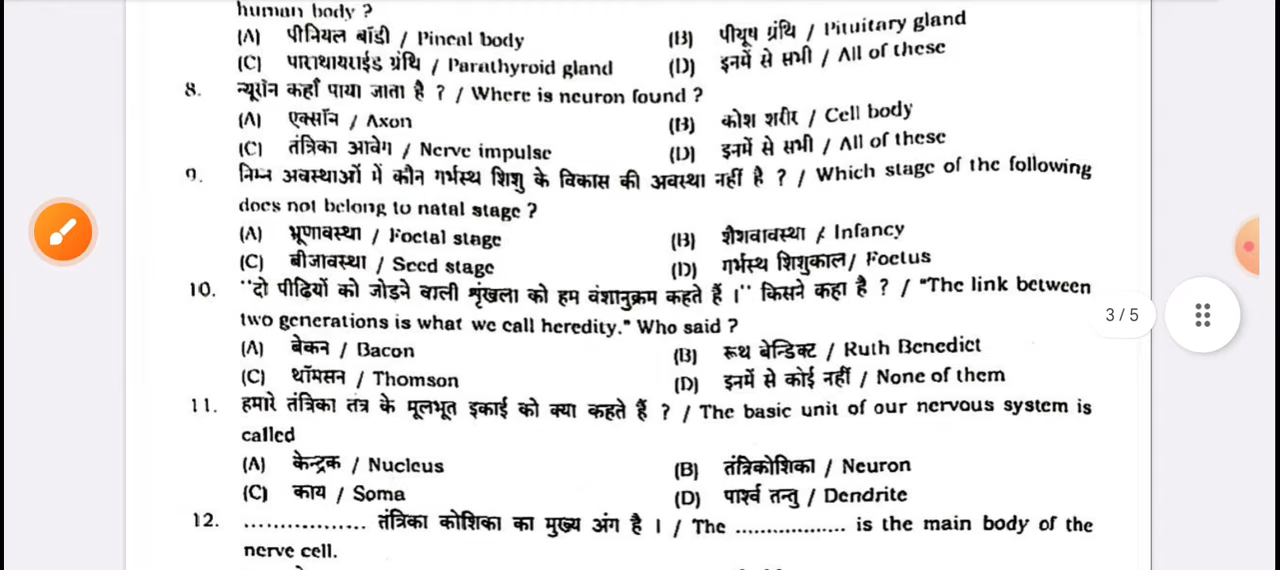 human body ?
(A) पीनियल बॉडी / Pineal body (B) पीयूष ग्रंथि / Pituitary gland
(C) पाराथायराईड ग्रंथि / Parathyroid gland (D) इनमें से सभी / All of these
8. न्यूरॉन कहाँ पाया जाता है ? / Where is neuron found ?
(A) एक्सॉन / Axon (B) कोश शरीर / Cell body
(C) तंत्रिका आवेग / Nerve impulse (D) इनमें से सभी / All of these
9. निम्न अवस्थाओं में कौन गर्भस्थ शिशु के विकास की अवस्था नहीं है ? / Which stage of the following
does not belong to natal stage ?
(A) भ्रूणावस्था / Foetal stage (B) शैशवावस्था / Infancy
(C) बीजावस्था / Seed stage (D) गर्भस्थ शिशुकाल/ Foetus
10. ''दो पीढ़ियों को जोड़ने वाली शृंखला को हम वंशानुक्रम कहते हैं ।'' किसने कहा है ? / "The link between
two generations is what we call heredity." Who said ?
(A) बेकन / Bacon (B) रूथ बेन्डिक्ट / Ruth Benedict
(C) थॉमसन / Thomson (D) इनमें से कोई नहीं / None of them
11. हमारे तंत्रिका तंत्र के मूलभूत इकाई को क्या कहते हैं ? / The basic unit of our nervous system is
called
(A) केन्द्रक / Nucleus (B) तंत्रिकोशिका / Neuron
(C) काय / Soma (D) पार्श्व तन्तु / Dendrite
12. ................. तंत्रिका कोशिका का मुख्य अंग है । / The ................... is the main body of the
nerve cell.
3 / 5